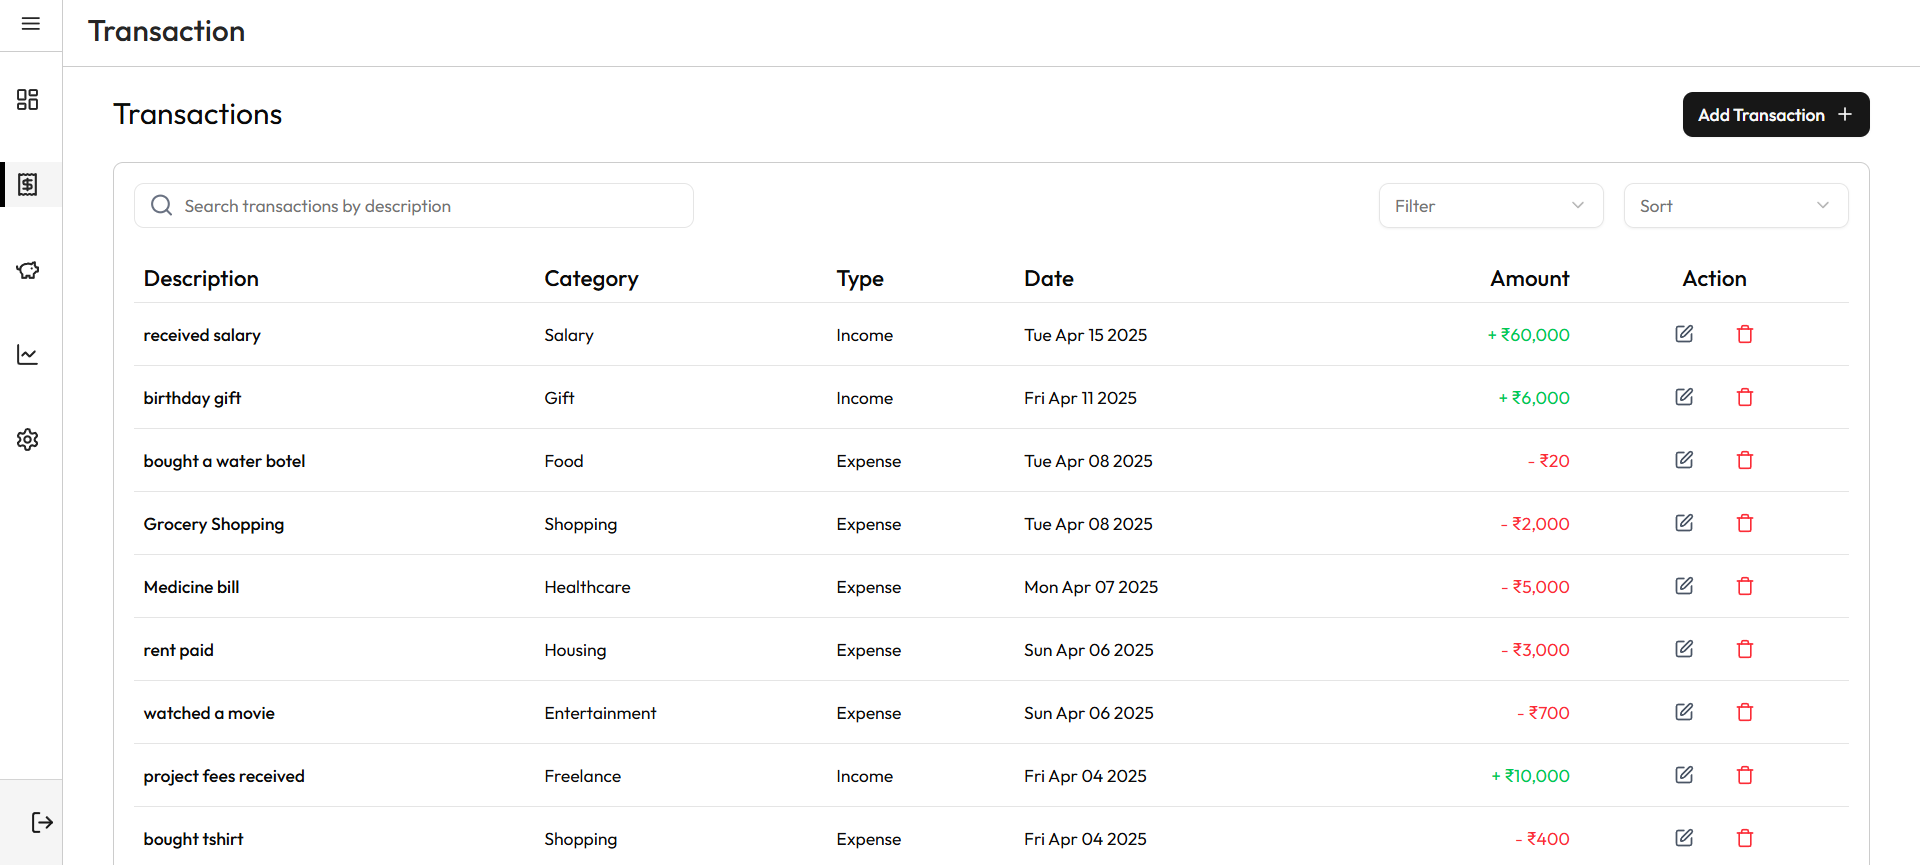 Transaction
Transactions
Add Transaction +
Search transactions by description
Filter
Sort
Description Category Type Date Amount Action
received salary Salary Income Tue Apr 15 2025 + ₹60,000
birthday gift Gift Income Fri Apr 11 2025 + ₹6,000
bought a water botel Food Expense Tue Apr 08 2025 - ₹20
Grocery Shopping Shopping Expense Tue Apr 08 2025 - ₹2,000
Medicine bill Healthcare Expense Mon Apr 07 2025 - ₹5,000
rent paid Housing Expense Sun Apr 06 2025 - ₹3,000
watched a movie Entertainment Expense Sun Apr 06 2025 - ₹700
project fees received Freelance Income Fri Apr 04 2025 + ₹10,000
bought tshirt Shopping Expense Fri Apr 04 2025 - ₹400